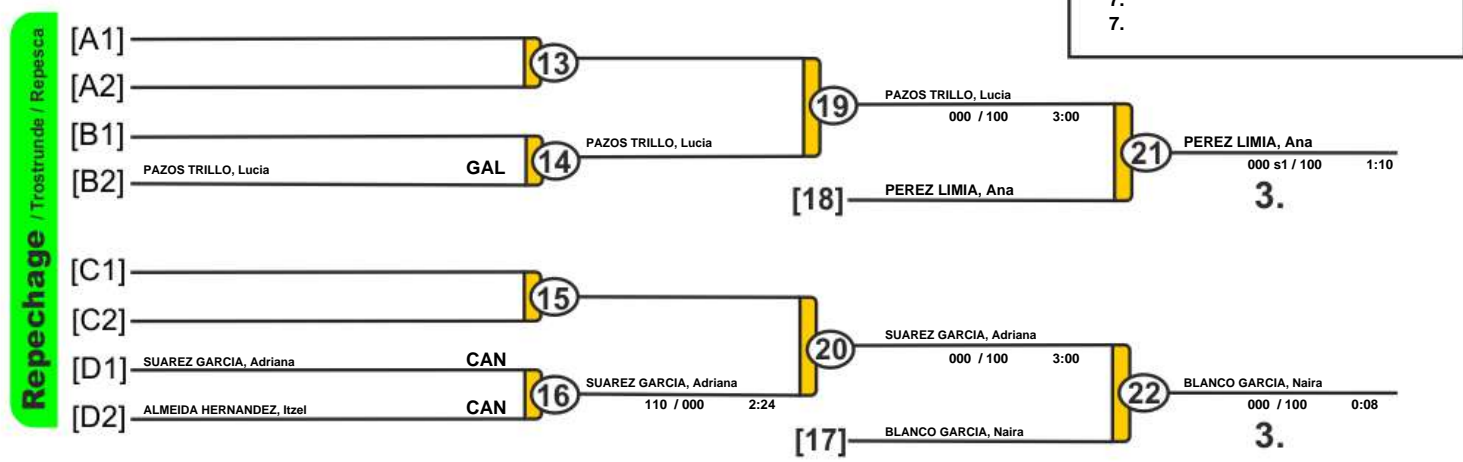 7.
7.
Repechage / Trostrunde / Repesca
[A1]
13
[A2]
19
PAZOS TRILLO, Lucia
000 / 100 3:00
[B1]
14
PAZOS TRILLO, Lucia
21
PEREZ LIMIA, Ana
000 s1 / 100 1:10
3.
[B2] PAZOS TRILLO, Lucia GAL
[18] PEREZ LIMIA, Ana
[C1]
15
[C2]
20
SUAREZ GARCIA, Adriana
000 / 100 3:00
[D1] SUAREZ GARCIA, Adriana CAN
16
SUAREZ GARCIA, Adriana
110 / 000 2:24
22
BLANCO GARCIA, Naira
000 / 100 0:08
3.
[D2] ALMEIDA HERNANDEZ, Itzel CAN
[17] BLANCO GARCIA, Naira